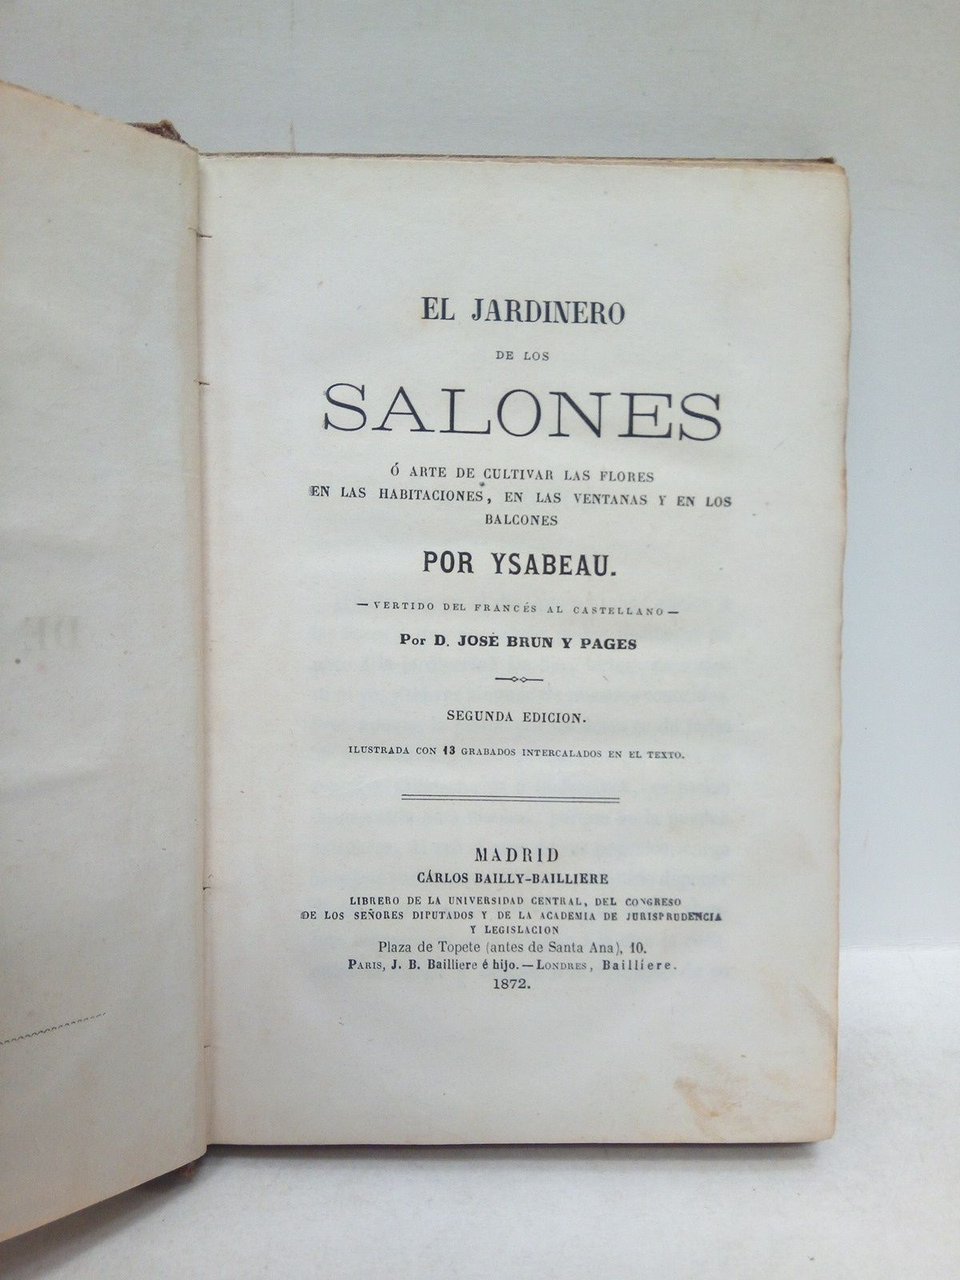 EL JARDINERO
DE LOS
SALONES
Ó ARTE DE CULTIVAR LAS FLORES
EN LAS HABITACIONES, EN LAS VENTANAS Y EN LOS
BALCONES
POR YSABEAU.
— VERTIDO DEL FRANCÉS AL CASTELLANO —
Por D. JOSÉ BRUN Y PAGES
SEGUNDA EDICION.
ILUSTRADA CON 13 GRABADOS INTERCALADOS EN EL TEXTO.
MADRID
CÁRLOS BAILLY-BAILLIERE
LIBRERO DE LA UNIVERSIDAD CENTRAL, DEL CONGRESO
DE LOS SEÑORES DIPUTADOS Y DE LA ACADEMIA DE JURISPRUDENCIA
Y LEGISLACION
Plaza de Topete (antes de Santa Ana), 10.
PARIS, J. B. Bailliere é hijo.—LONDRES, Bailliere.
1872.